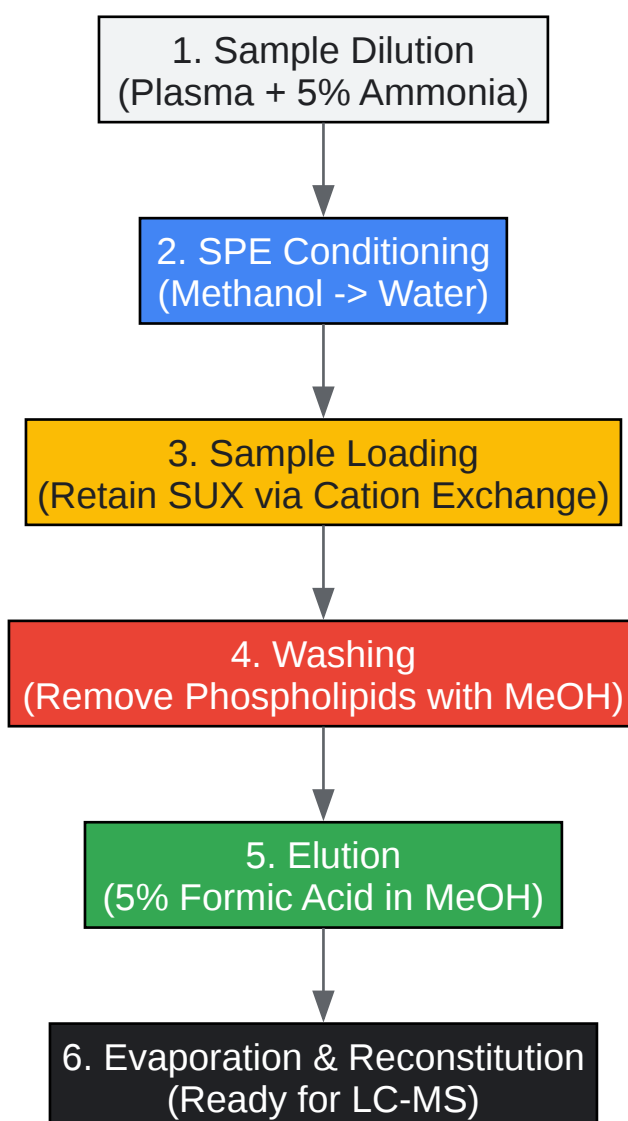 1. Sample Dilution
(Plasma + 5% Ammonia)
2. SPE Conditioning
(Methanol -> Water)
3. Sample Loading
(Retain SUX via Cation Exchange)
4. Washing
(Remove Phospholipids with MeOH)
5. Elution
(5% Formic Acid in MeOH)
6. Evaporation & Reconstitution
(Ready for LC-MS)